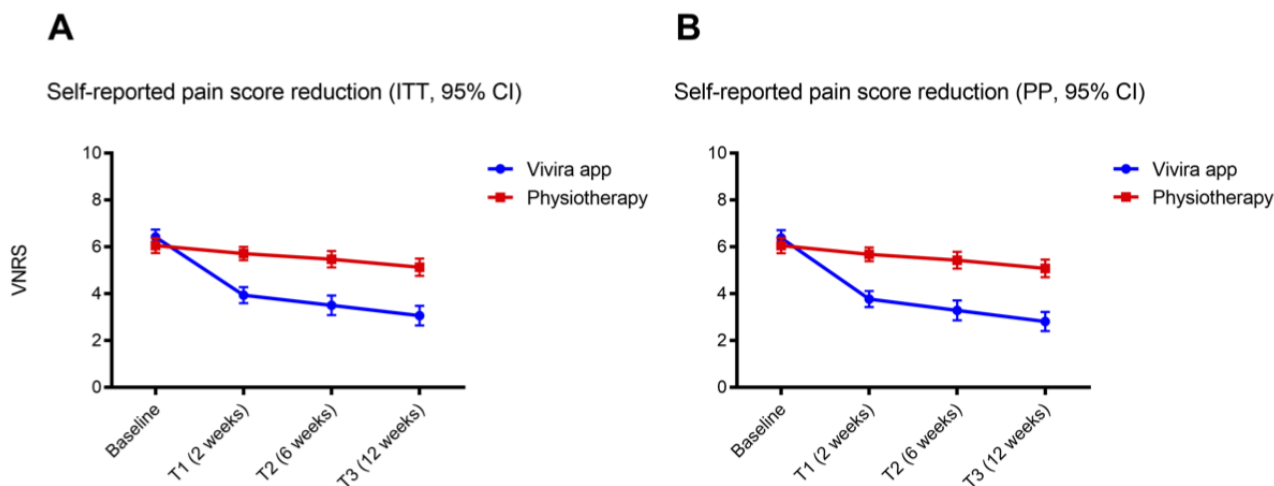 A
Self-reported pain score reduction (ITT, 95% CI)
VNRS
10
8
6
4
2
0
Baseline
T1 (2 weeks)
T2 (6 weeks)
T3 (12 weeks)
Vivira app
Physiotherapy
B
Self-reported pain score reduction (PP, 95% CI)
10
8
6
4
2
0
Baseline
T1 (2 weeks)
T2 (6 weeks)
T3 (12 weeks)
Vivira app
Physiotherapy